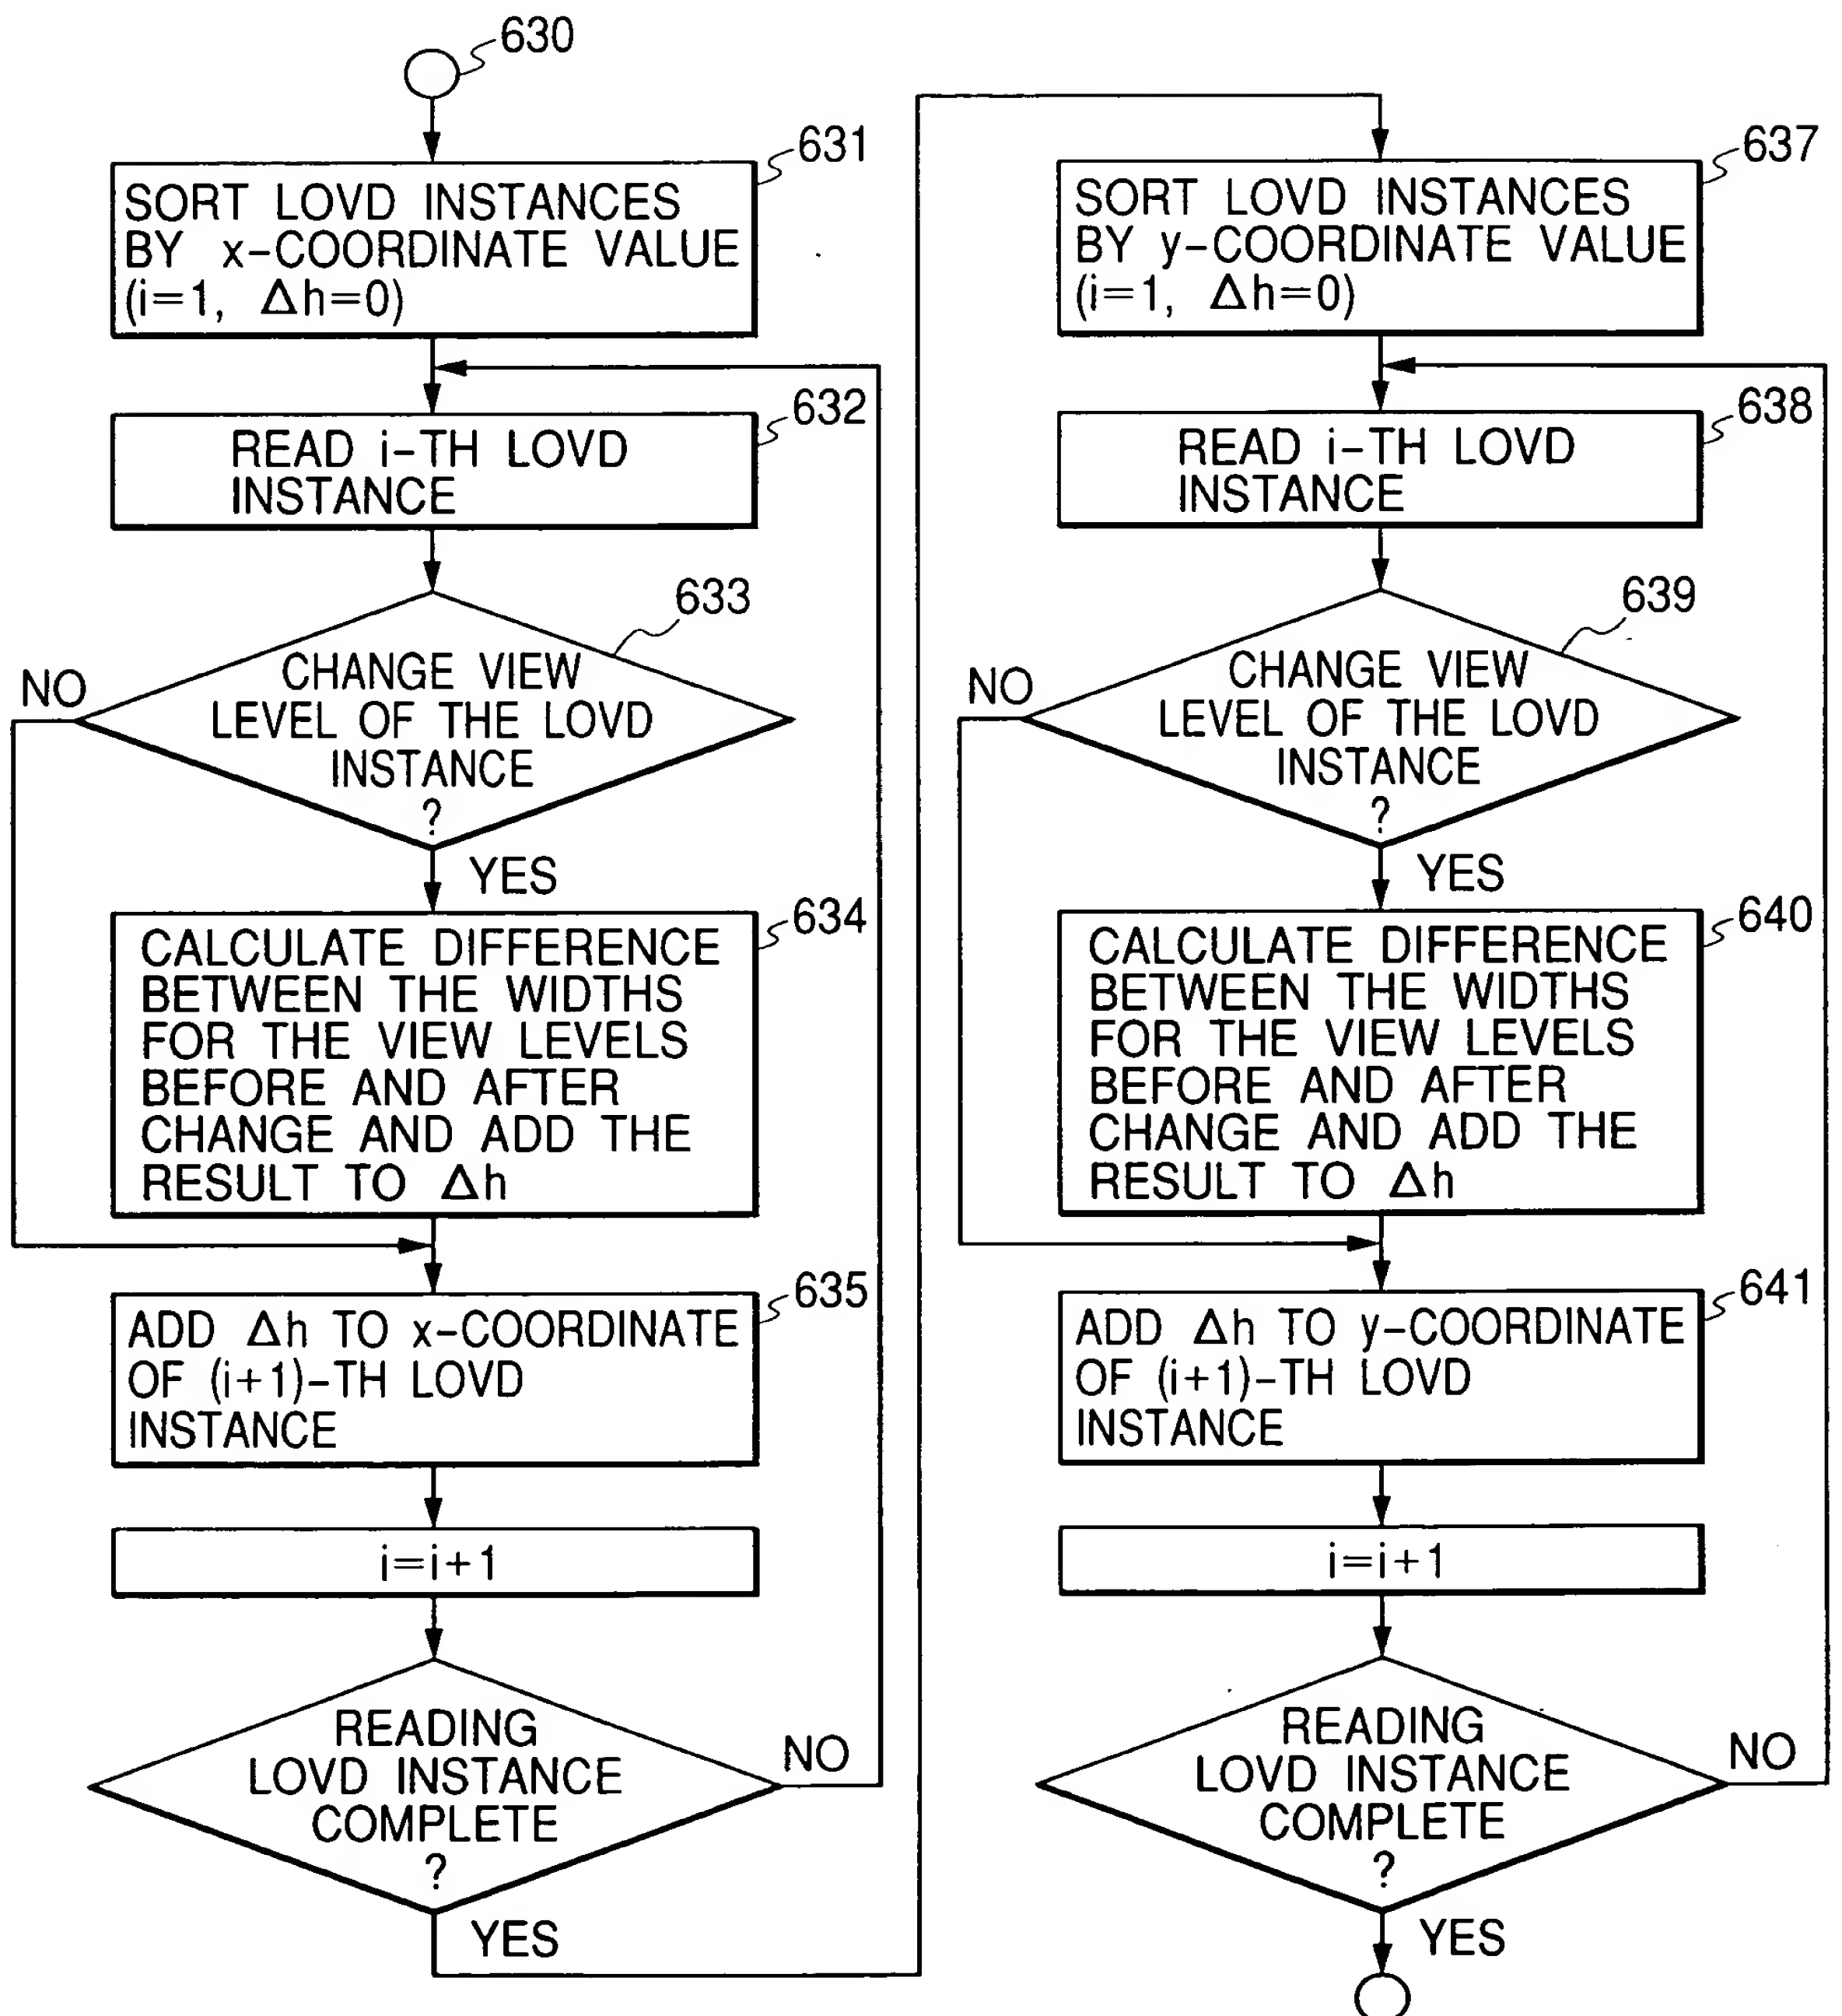 630
631
SORT LOVD INSTANCES
BY x-COORDINATE VALUE
(i=1, Δh=0)
632
READ i-TH LOVD
INSTANCE
633
CHANGE VIEW
LEVEL OF THE LOVD
INSTANCE
?
NO
YES
634
CALCULATE DIFFERENCE
BETWEEN THE WIDTHS
FOR THE VIEW LEVELS
BEFORE AND AFTER
CHANGE AND ADD THE
RESULT TO Δh
635
ADD Δh TO x-COORDINATE
OF (i+1)-TH LOVD
INSTANCE
i=i+1
READING
LOVD INSTANCE
COMPLETE
?
NO
YES
637
SORT LOVD INSTANCES
BY y-COORDINATE VALUE
(i=1, Δh=0)
638
READ i-TH LOVD
INSTANCE
639
CHANGE VIEW
LEVEL OF THE LOVD
INSTANCE
?
NO
YES
640
CALCULATE DIFFERENCE
BETWEEN THE WIDTHS
FOR THE VIEW LEVELS
BEFORE AND AFTER
CHANGE AND ADD THE
RESULT TO Δh
641
ADD Δh TO y-COORDINATE
OF (i+1)-TH LOVD
INSTANCE
i=i+1
READING
LOVD INSTANCE
COMPLETE
?
NO
YES